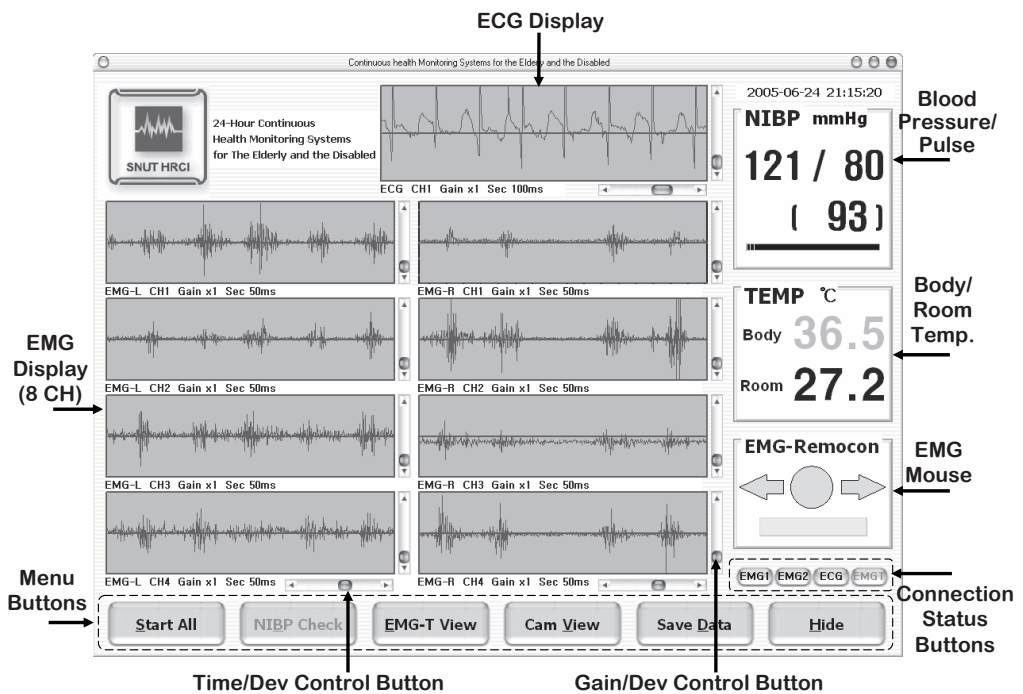 ECG Display
Continuous health Monitoring Systems for the Elderly and the Disabled
SNUT HRCI
24-Hour Continuous
Health Monitoring Systems
for The Elderly and the Disabled
ECG CH1 Gain x1 Sec 100ms
2005-06-24 21:15:20
NIBP mmHg
121 / 80
( 93 )
Blood
Pressure/
Pulse
EMG-L CH1 Gain x1 Sec 50ms
EMG-R CH1 Gain x1 Sec 50ms
TEMP ℃
Body 36.5
Room 27.2
Body/
Room
Temp.
EMG
Display
(8 CH)
EMG-L CH2 Gain x1 Sec 50ms
EMG-R CH2 Gain x1 Sec 50ms
EMG-L CH3 Gain x1 Sec 50ms
EMG-R CH3 Gain x1 Sec 50ms
EMG-Remocon
EMG
Mouse
EMG-L CH4 Gain x1 Sec 50ms
EMG-R CH4 Gain x1 Sec 50ms
EMG1 EMG2 ECG EMGT
Connection
Status
Buttons
Menu
Buttons
Start All
NIBP Check
EMG-T View
Cam View
Save Data
Hide
Time/Dev Control Button
Gain/Dev Control Button